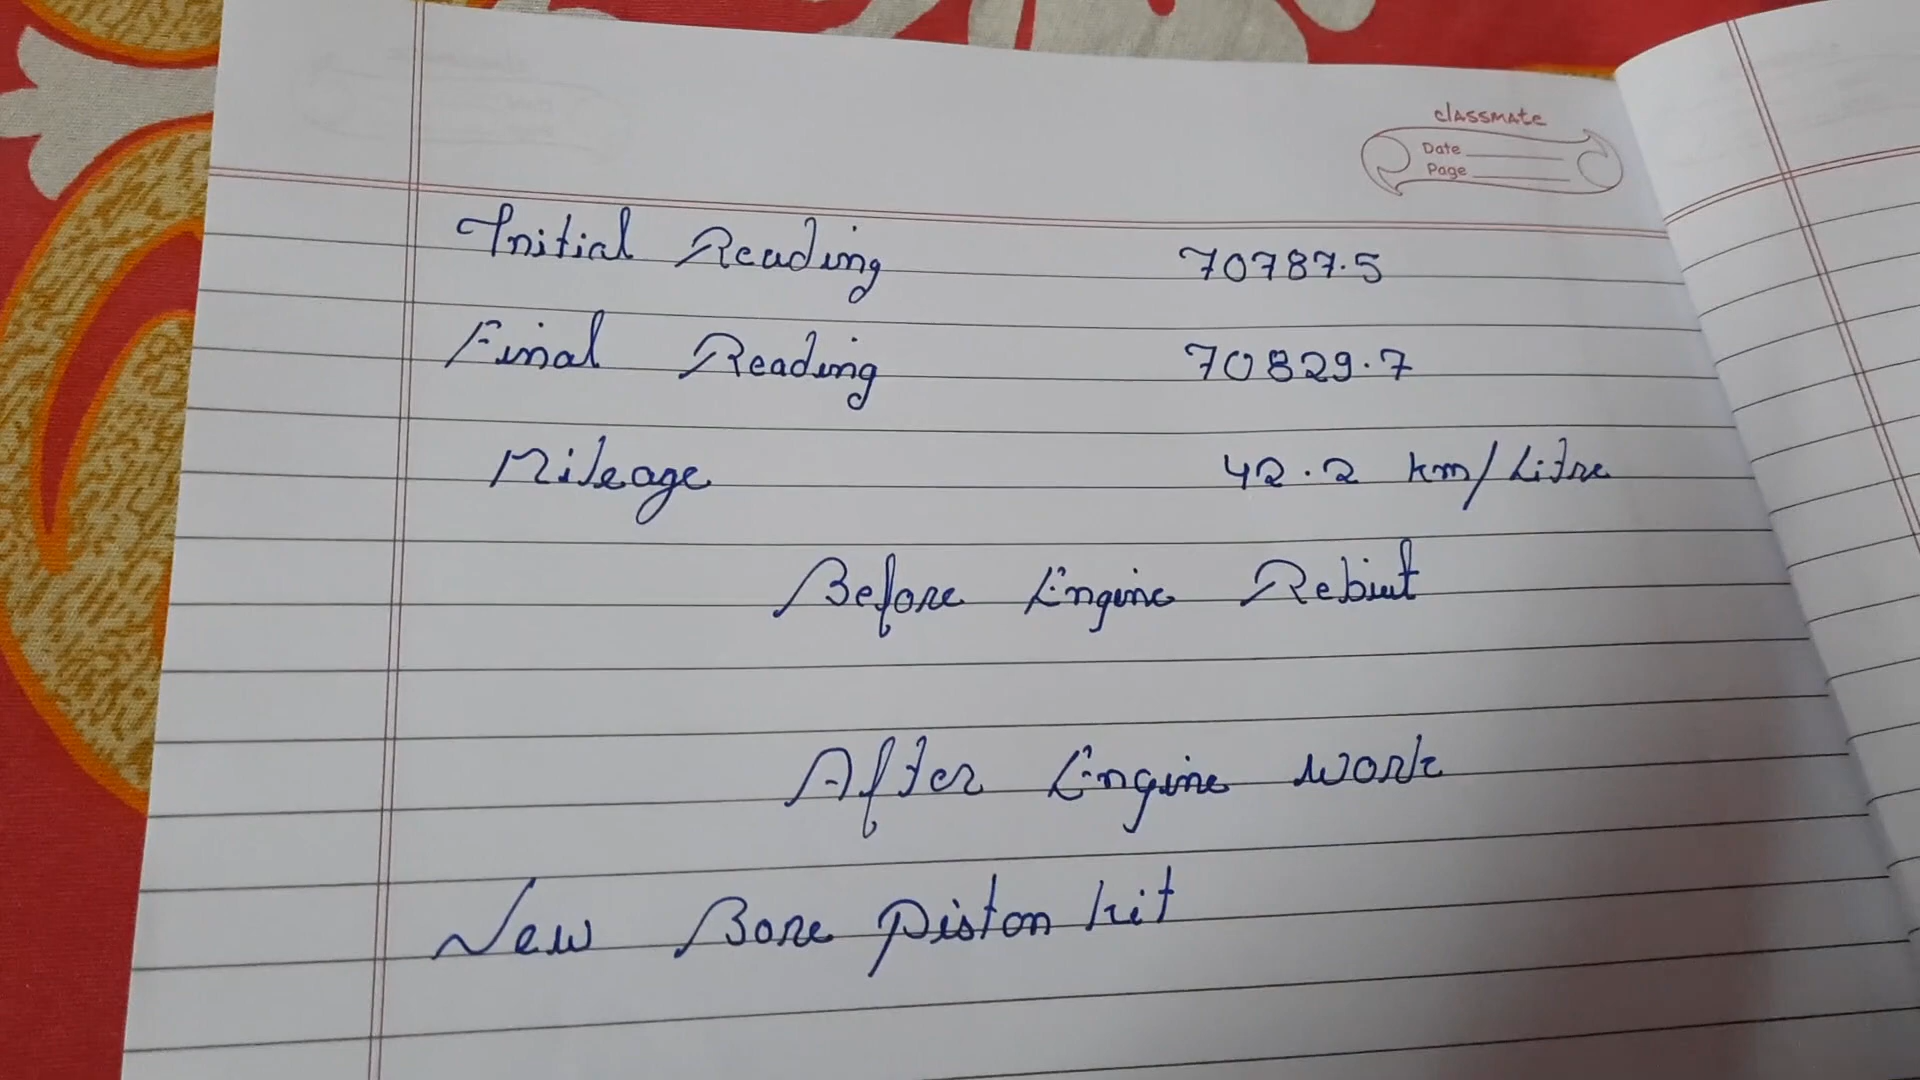 classmate
Date
Page
Initial Reading 70787.5
Final Reading 70829.7
Mileage 42.2 km/Litre
Before Engine Rebiut
After Engine work
New Bore piston kit